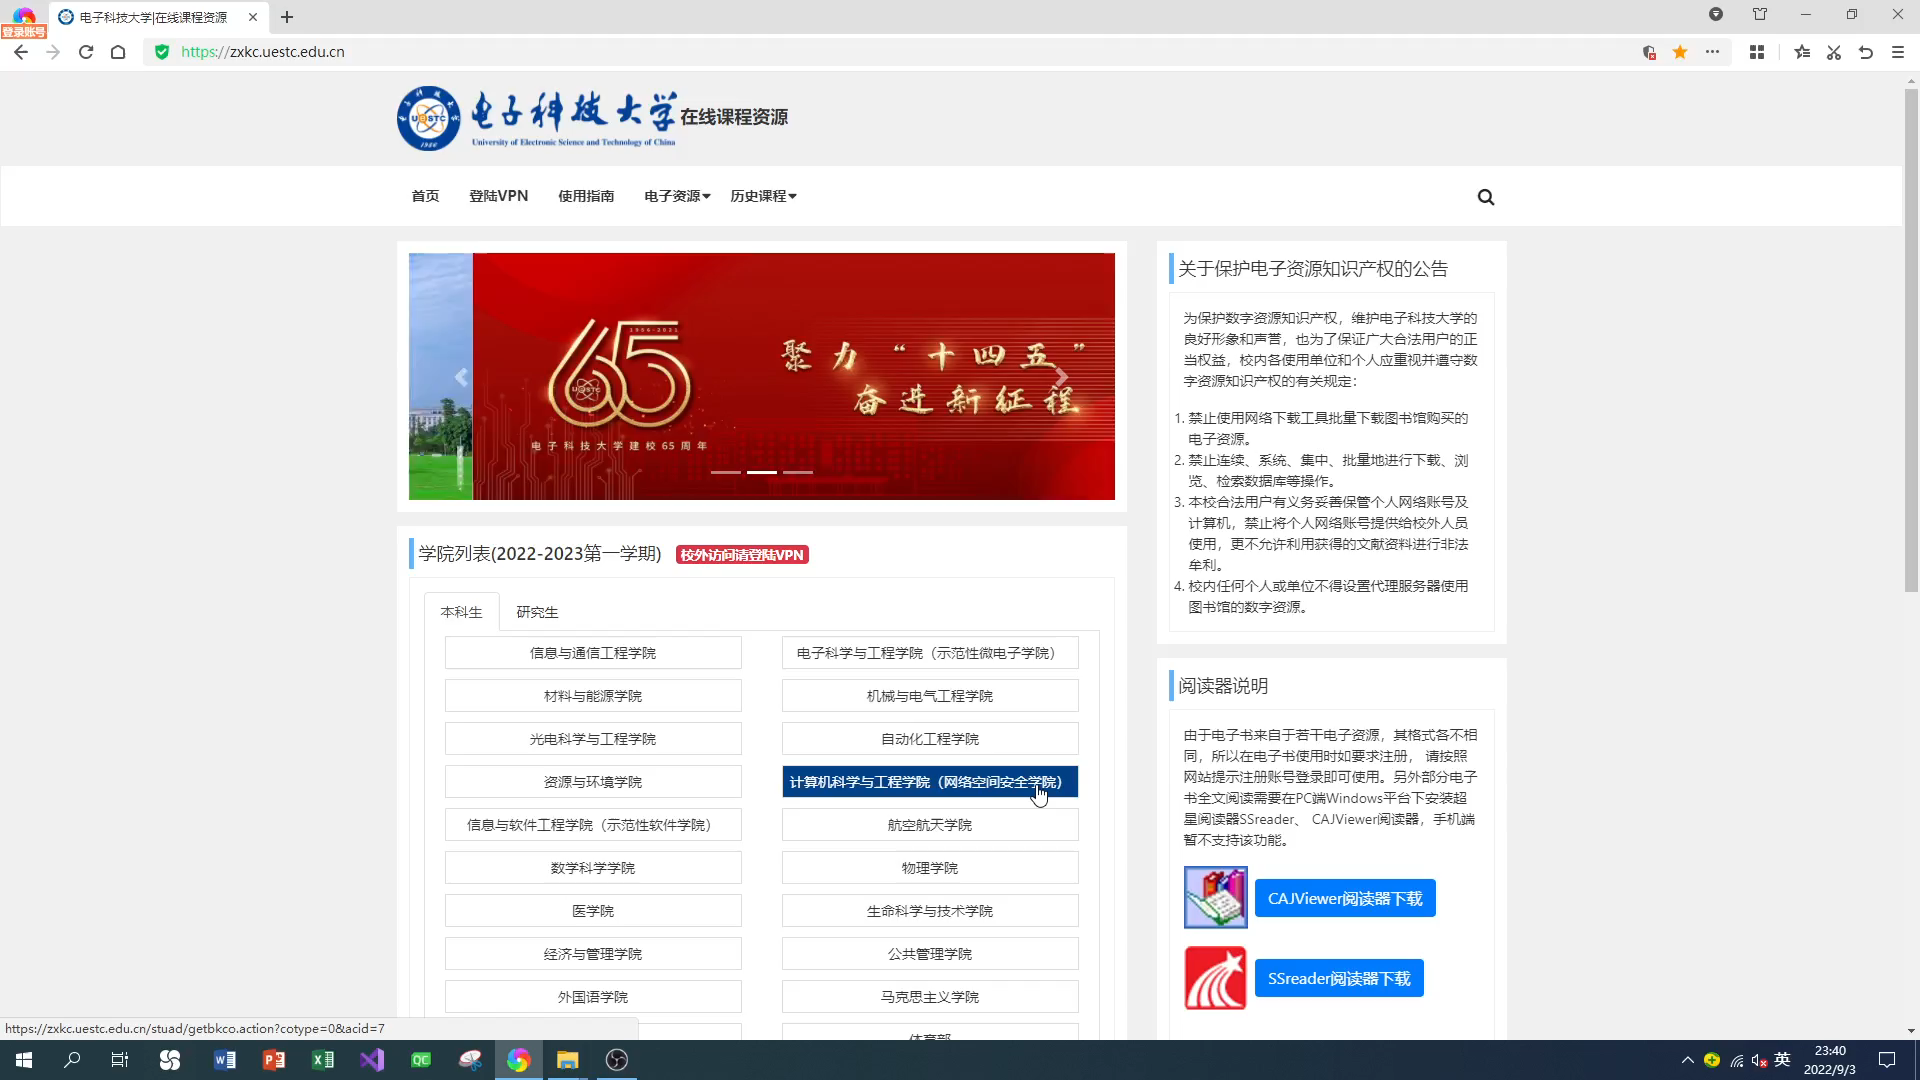 电子科技大学|在线课程资源
登录账号
https://zxkc.uestc.edu.cn
电子科技大学
UESTC
1956
University of Electronic Science and Technology of China
在线课程资源
首页
登陆VPN
使用指南
电子资源
历史课程
1956-2021
65
电子科技大学建校65周年
聚力“十四五”
奋进新征程
关于保护电子资源知识产权的公告
为保护数字资源知识产权，维护电子科技大学的
良好形象和声誉，也为了保证广大合法用户的正
当权益，校内各使用单位和个人应重视并遵守数
字资源知识产权的有关规定：
1. 禁止使用网络下载工具批量下载图书馆购买的
电子资源。
2. 禁止连续、系统、集中、批量地进行下载、浏
览、检索数据库等操作。
3. 本校合法用户有义务妥善保管个人网络账号及
计算机，禁止将个人网络账号提供给校外人员
使用，更不允许利用获得的文献资料进行非法
牟利。
4. 校内任何个人或单位不得设置代理服务器使用
图书馆的数字资源。
学院列表(2022-2023第一学期)
校外访问请登陆VPN
本科生
研究生
信息与通信工程学院
电子科学与工程学院（示范性微电子学院）
材料与能源学院
机械与电气工程学院
光电科学与工程学院
自动化工程学院
资源与环境学院
计算机科学与工程学院（网络空间安全学院）
信息与软件工程学院（示范性软件学院）
航空航天学院
数学科学学院
物理学院
医学院
生命科学与技术学院
经济与管理学院
公共管理学院
外国语学院
马克思主义学院
体育部
阅读器说明
由于电子书来自于若干电子资源，其格式各不相
同，所以在电子书使用时如要求注册， 请按照
网站提示注册账号登录即可使用。另外部分电子
书全文阅读需要在PC端Windows平台下安装超
星阅读器SSreader、 CAJViewer阅读器，手机端
暂不支持该功能。
CAJViewer阅读器下载
SSreader阅读器下载
https://zxkc.uestc.edu.cn/stuad/getbkco.action?cotype=0&acid=7
英
23:40
2022/9/3